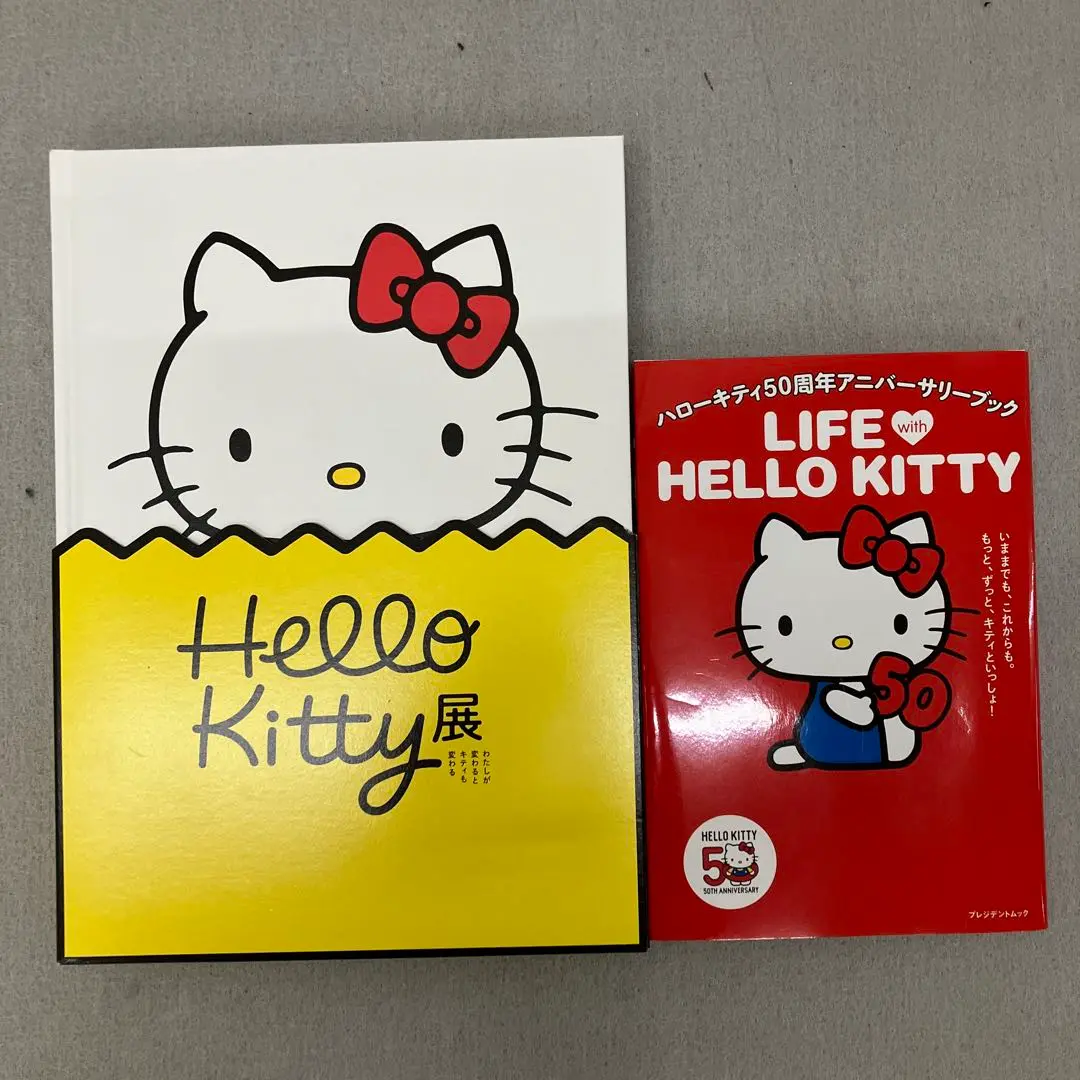 Hello
Kitty展
わたしが
変わると
キティも
変わる
ハローキティ50周年アニバーサリーブック
LIFE with
HELLO KITTY
いままでも、これからも。
もっと、ずっと、キティといっしょ!
50
HELLO KITTY
50
50TH ANNIVERSARY
プレジデントムック